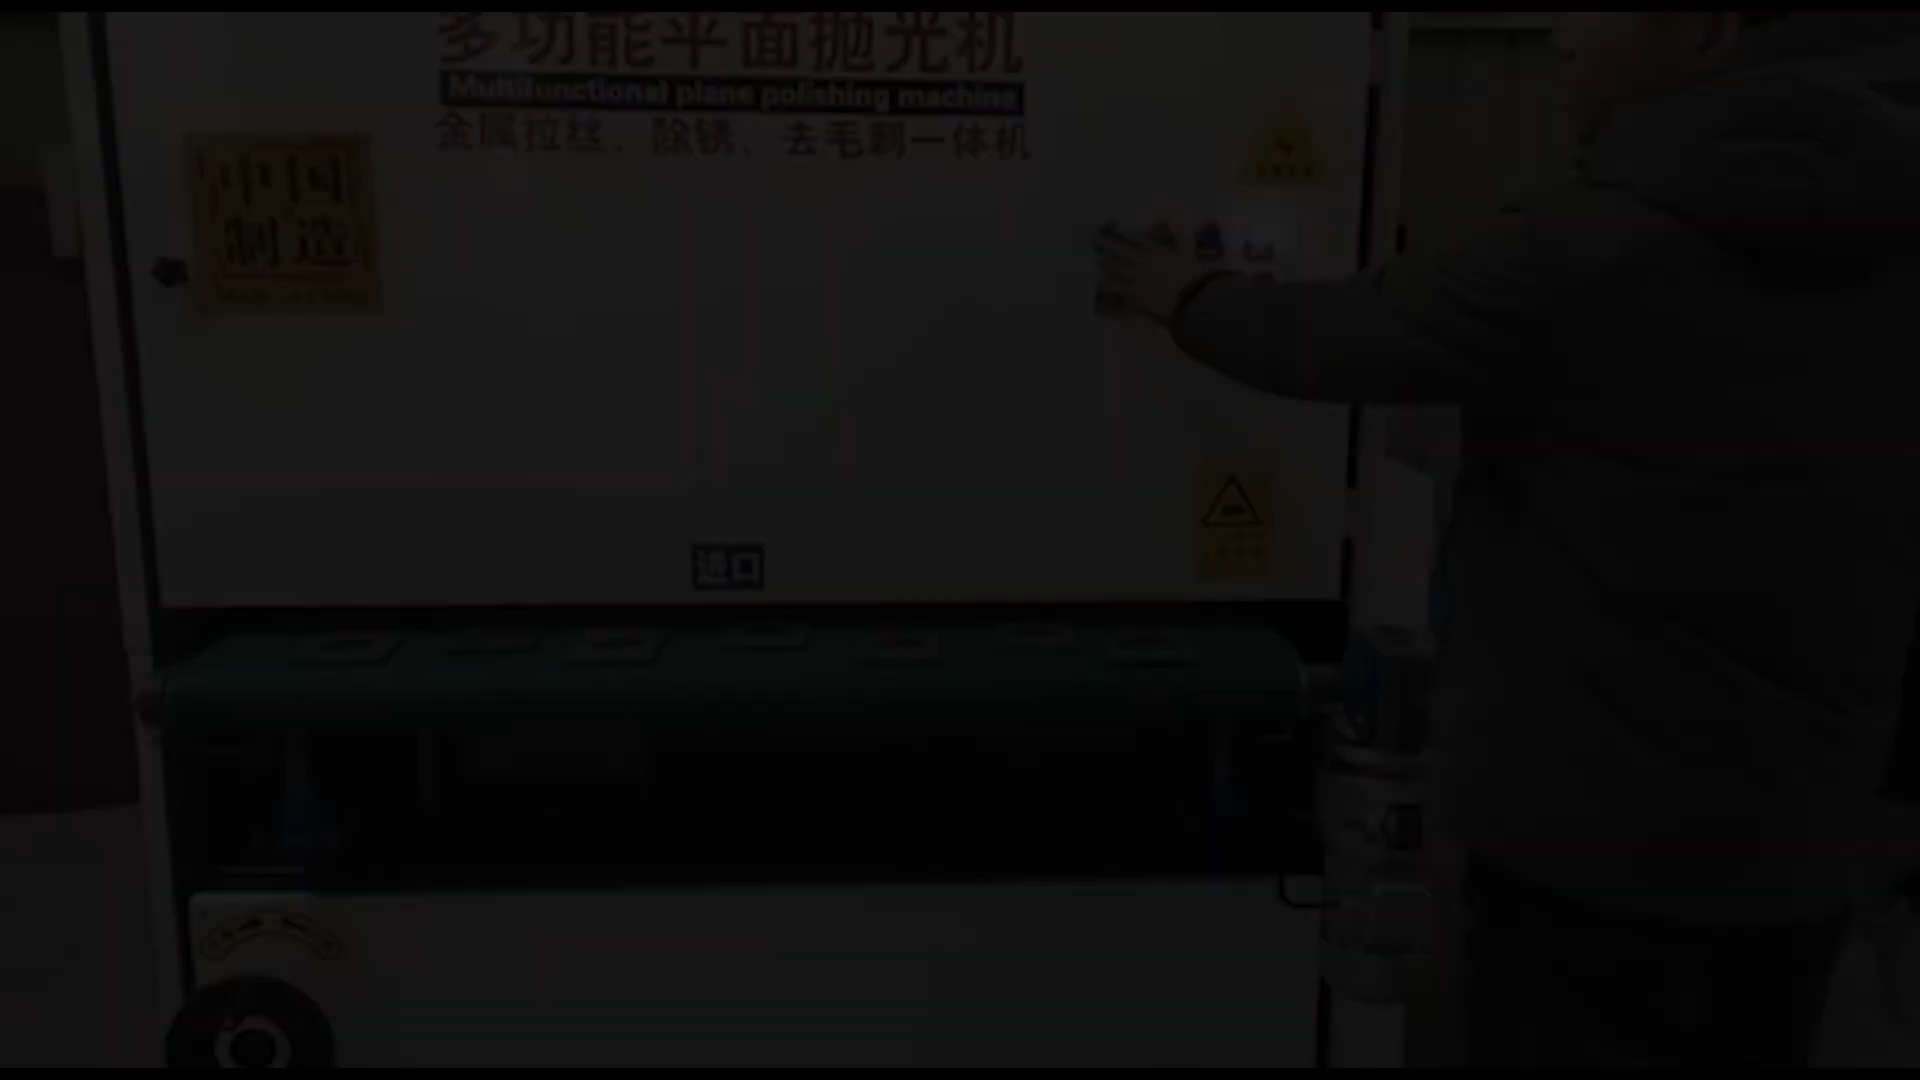 多功能平面抛光机
Multifunctional plane polishing machine
金属拉丝、除锈、去毛刺一体机
中国
制造
进口